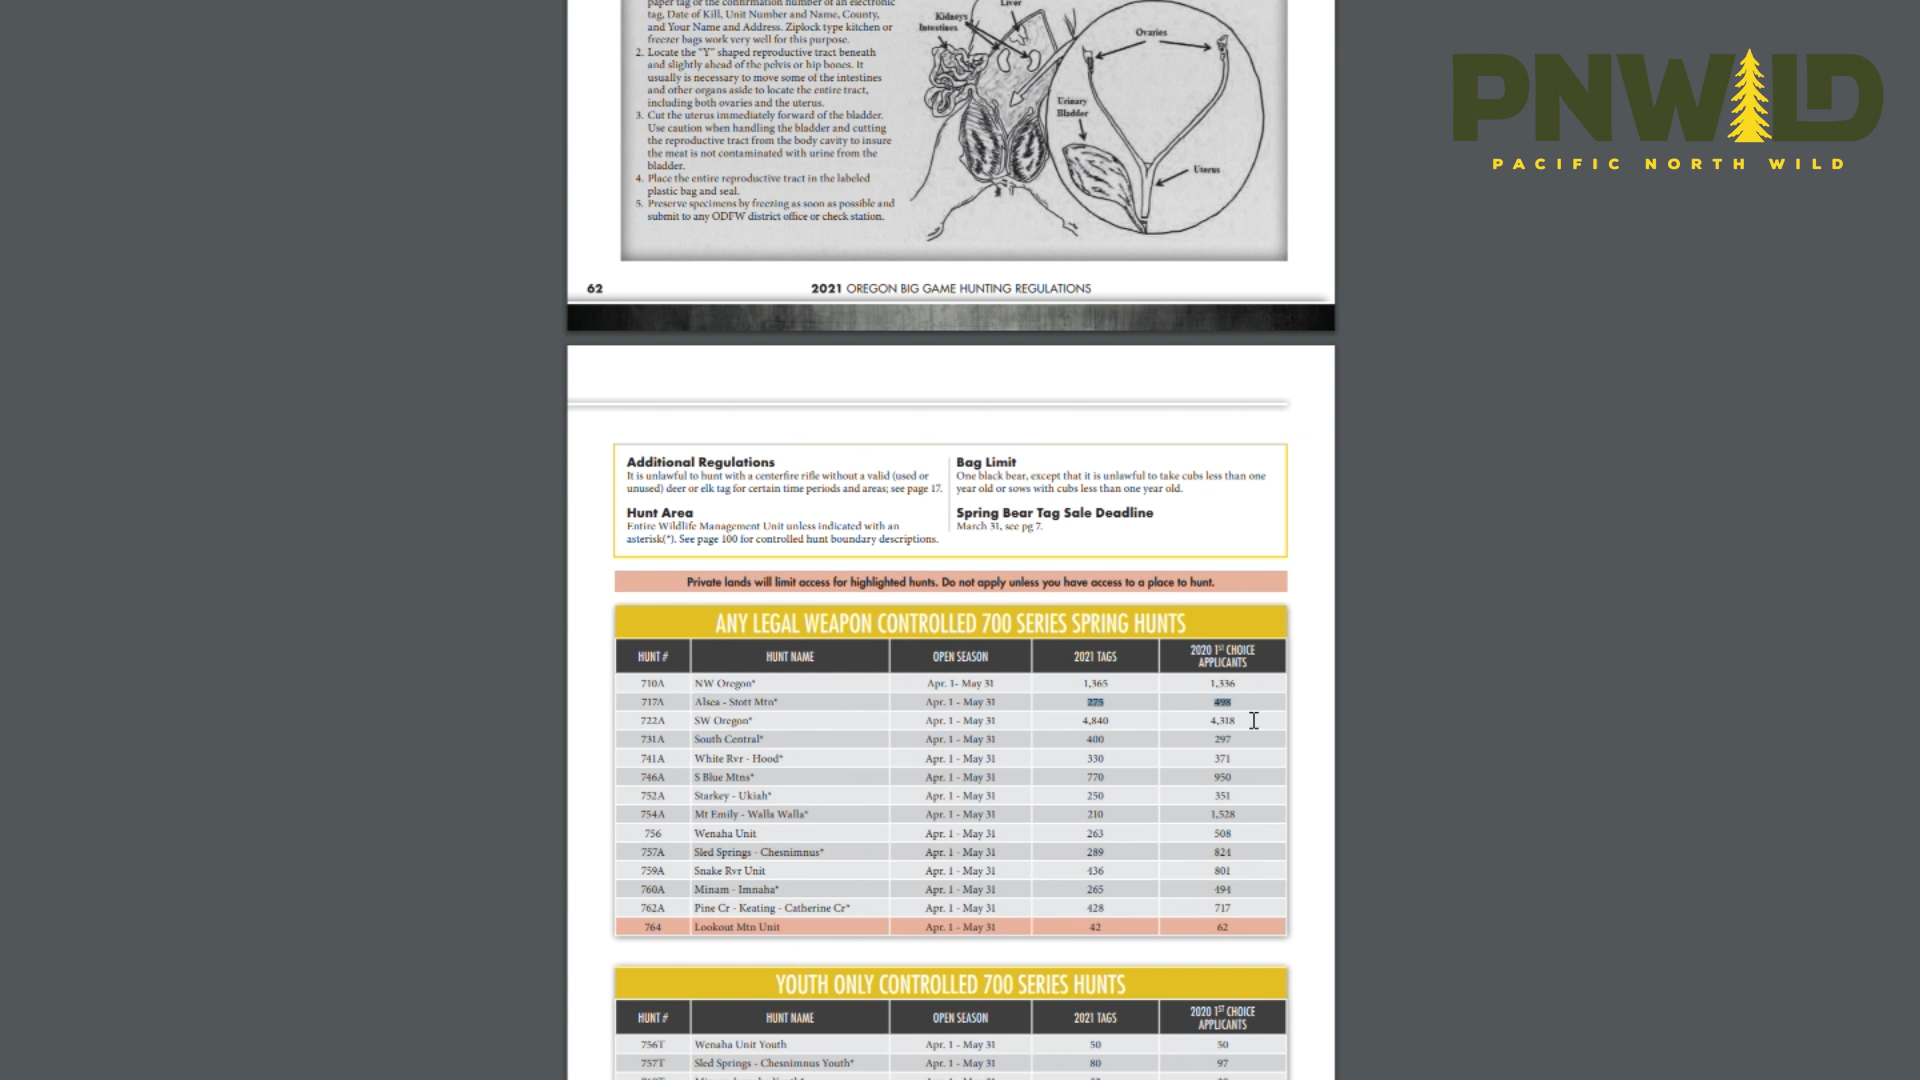 paper tag or the confirmation number of an electronic
tag, Date of Kill, Unit Number and Name, County,
and Your Name and Address. Ziplock type kitchen or
freezer bags work very well for this purpose.
2. Locate the "Y" shaped reproductive tract beneath
and slightly ahead of the pelvis or hip bones. It
usually is necessary to move some of the intestines
and other organs aside to locate the entire tract,
including both ovaries and the uterus.
3. Cut the uterus immediately forward of the bladder.
Use caution when handling the bladder and cutting
the reproductive tract from the body cavity to insure
the meat is not contaminated with urine from the
bladder.
4. Place the entire reproductive tract in the labeled
plastic bag and seal.
5. Preserve specimens by freezing as soon as possible and
submit to any ODFW district office or check station.
Liver
Kidneys
Intestines
Ovaries
Urinary
Bladder
Uterus
PNWILD
PACIFIC NORTH WILD
62 2021 OREGON BIG GAME HUNTING REGULATIONS
Additional Regulations
It is unlawful to hunt with a centerfire rifle without a valid (used or
unused) deer or elk tag for certain time periods and areas; see page 17.
Hunt Area
Entire Wildlife Management Unit unless indicated with an
asterisk(*). See page 100 for controlled hunt boundary descriptions.
Bag Limit
One black bear, except that it is unlawful to take cubs less than one
year old or sows with cubs less than one year old.
Spring Bear Tag Sale Deadline
March 31, see pg 7.
Private lands will limit access for highlighted hunts. Do not apply unless you have access to a place to hunt.
ANY LEGAL WEAPON CONTROLLED 700 SERIES SPRING HUNTS
HUNT # HUNT NAME OPEN SEASON 2021 TAGS 2020 1ST CHOICE APPLICANTS
710A NW Oregon* Apr. 1- May 31 1,365 1,336
717A Alsea - Stott Mtn* Apr. 1 - May 31 275 498
722A SW Oregon* Apr. 1 - May 31 4,840 4,318
731A South Central* Apr. 1 - May 31 400 297
741A White Rvr - Hood* Apr. 1 - May 31 330 371
746A S Blue Mtns* Apr. 1 - May 31 770 950
752A Starkey - Ukiah* Apr. 1 - May 31 250 351
754A Mt Emily - Walla Walla* Apr. 1 - May 31 210 1,528
756 Wenaha Unit Apr. 1 - May 31 263 508
757A Sled Springs - Chesnimnus* Apr. 1 - May 31 289 824
759A Snake Rvr Unit Apr. 1 - May 31 436 801
760A Minam - Imnaha* Apr. 1 - May 31 265 494
762A Pine Cr - Keating - Catherine Cr* Apr. 1 - May 31 428 717
764 Lookout Mtn Unit Apr. 1 - May 31 42 62
YOUTH ONLY CONTROLLED 700 SERIES HUNTS
HUNT # HUNT NAME OPEN SEASON 2021 TAGS 2020 1ST CHOICE APPLICANTS
756T Wenaha Unit Youth Apr. 1 - May 31 50 50
757T Sled Springs - Chesnimnus Youth* Apr. 1 - May 31 80 97